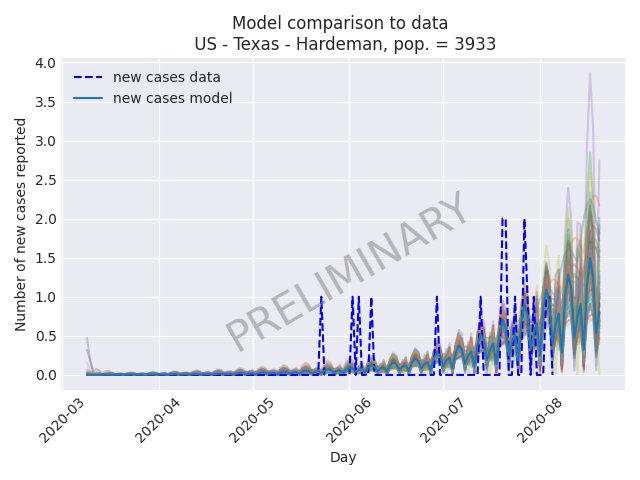 Model comparison to data
US - Texas - Hardeman, pop. = 3933
new cases data
new cases model
Number of new cases reported
4.0
3.5
3.0
2.5
2.0
1.5
1.0
0.5
0.0
PRELIMINARY
2020-03
2020-04
2020-05
2020-06
2020-07
2020-08
Day